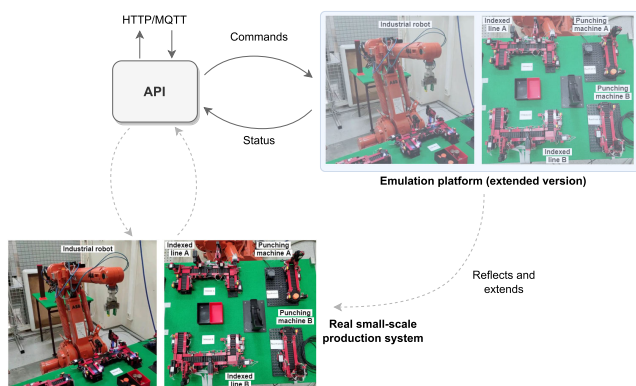 HTTP/MQTT
Commands
API
Status
Industrial robot
Indexed
line A
Punching
machine A
Punching
machine B
Indexed
line B
Emulation platform (extended version)
Reflects and
extends
Industrial robot
Indexed
line A
Punching
machine A
Punching
machine B
Indexed
line B
Real small-scale
production system